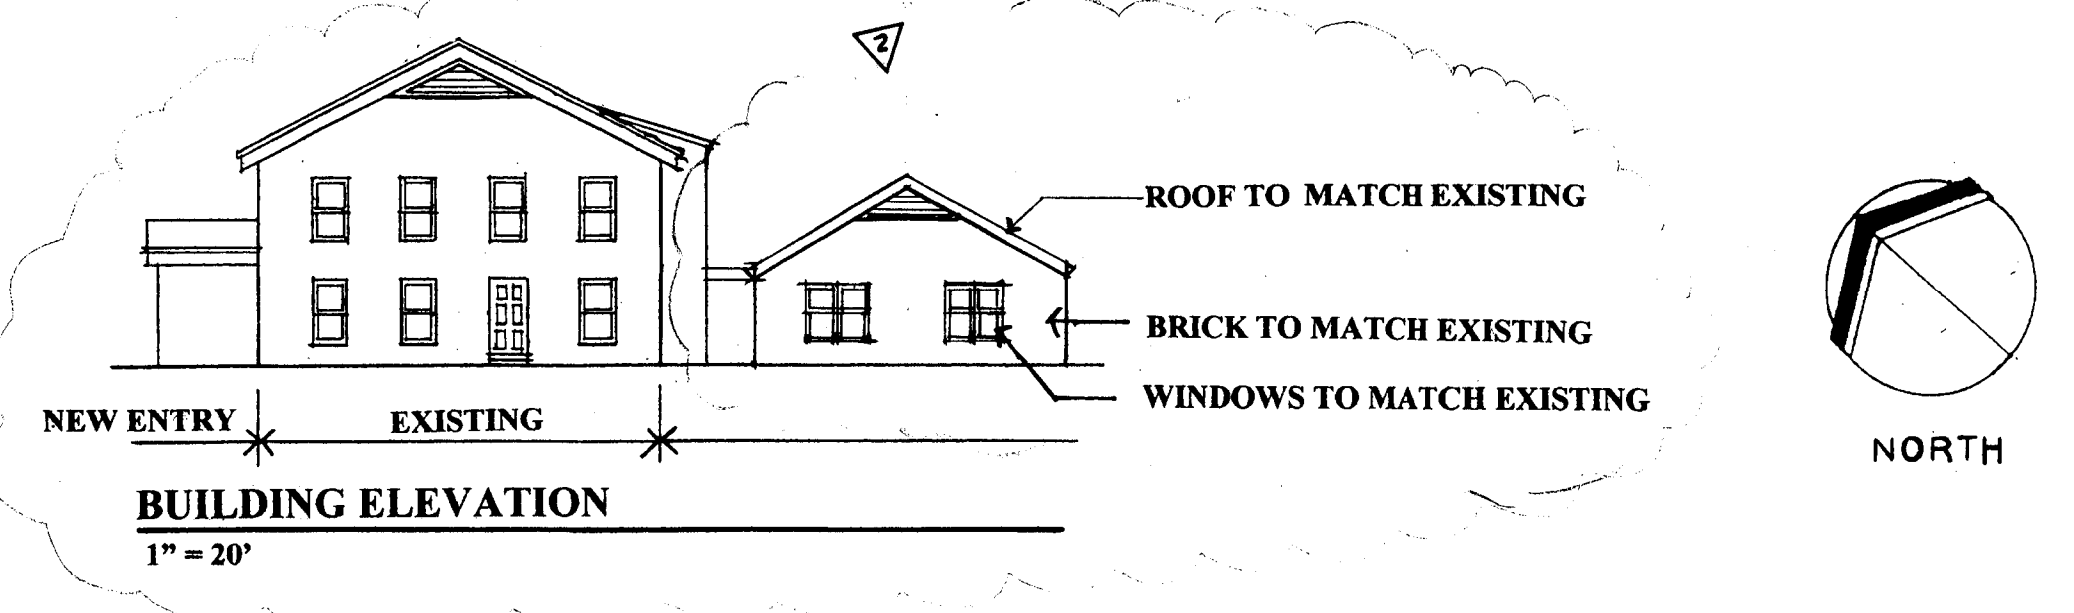 2
ROOF TO MATCH EXISTING
BRICK TO MATCH EXISTING
WINDOWS TO MATCH EXISTING
NEW ENTRY
EXISTING
NORTH
BUILDING ELEVATION
1” = 20’